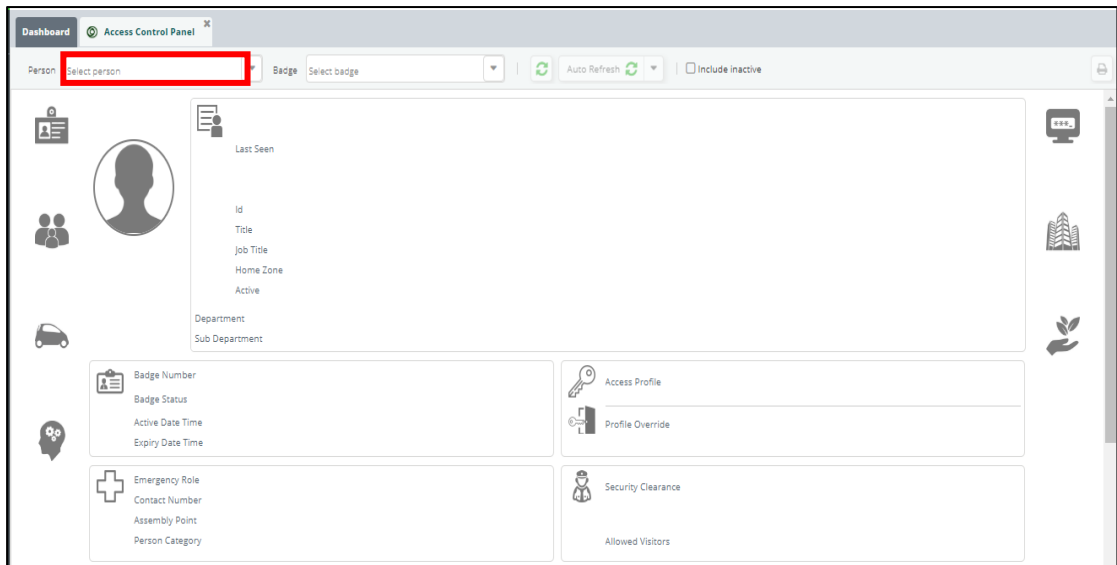 Dashboard Access Control Panel
Person Select person Badge Select badge Auto Refresh Include inactive
Last Seen
Id
Title
Job Title
Home Zone
Active
Department
Sub Department
Badge Number
Badge Status
Active Date Time
Expiry Date Time
Access Profile
Profile Override
Emergency Role
Contact Number
Assembly Point
Person Category
Security Clearance
Allowed Visitors